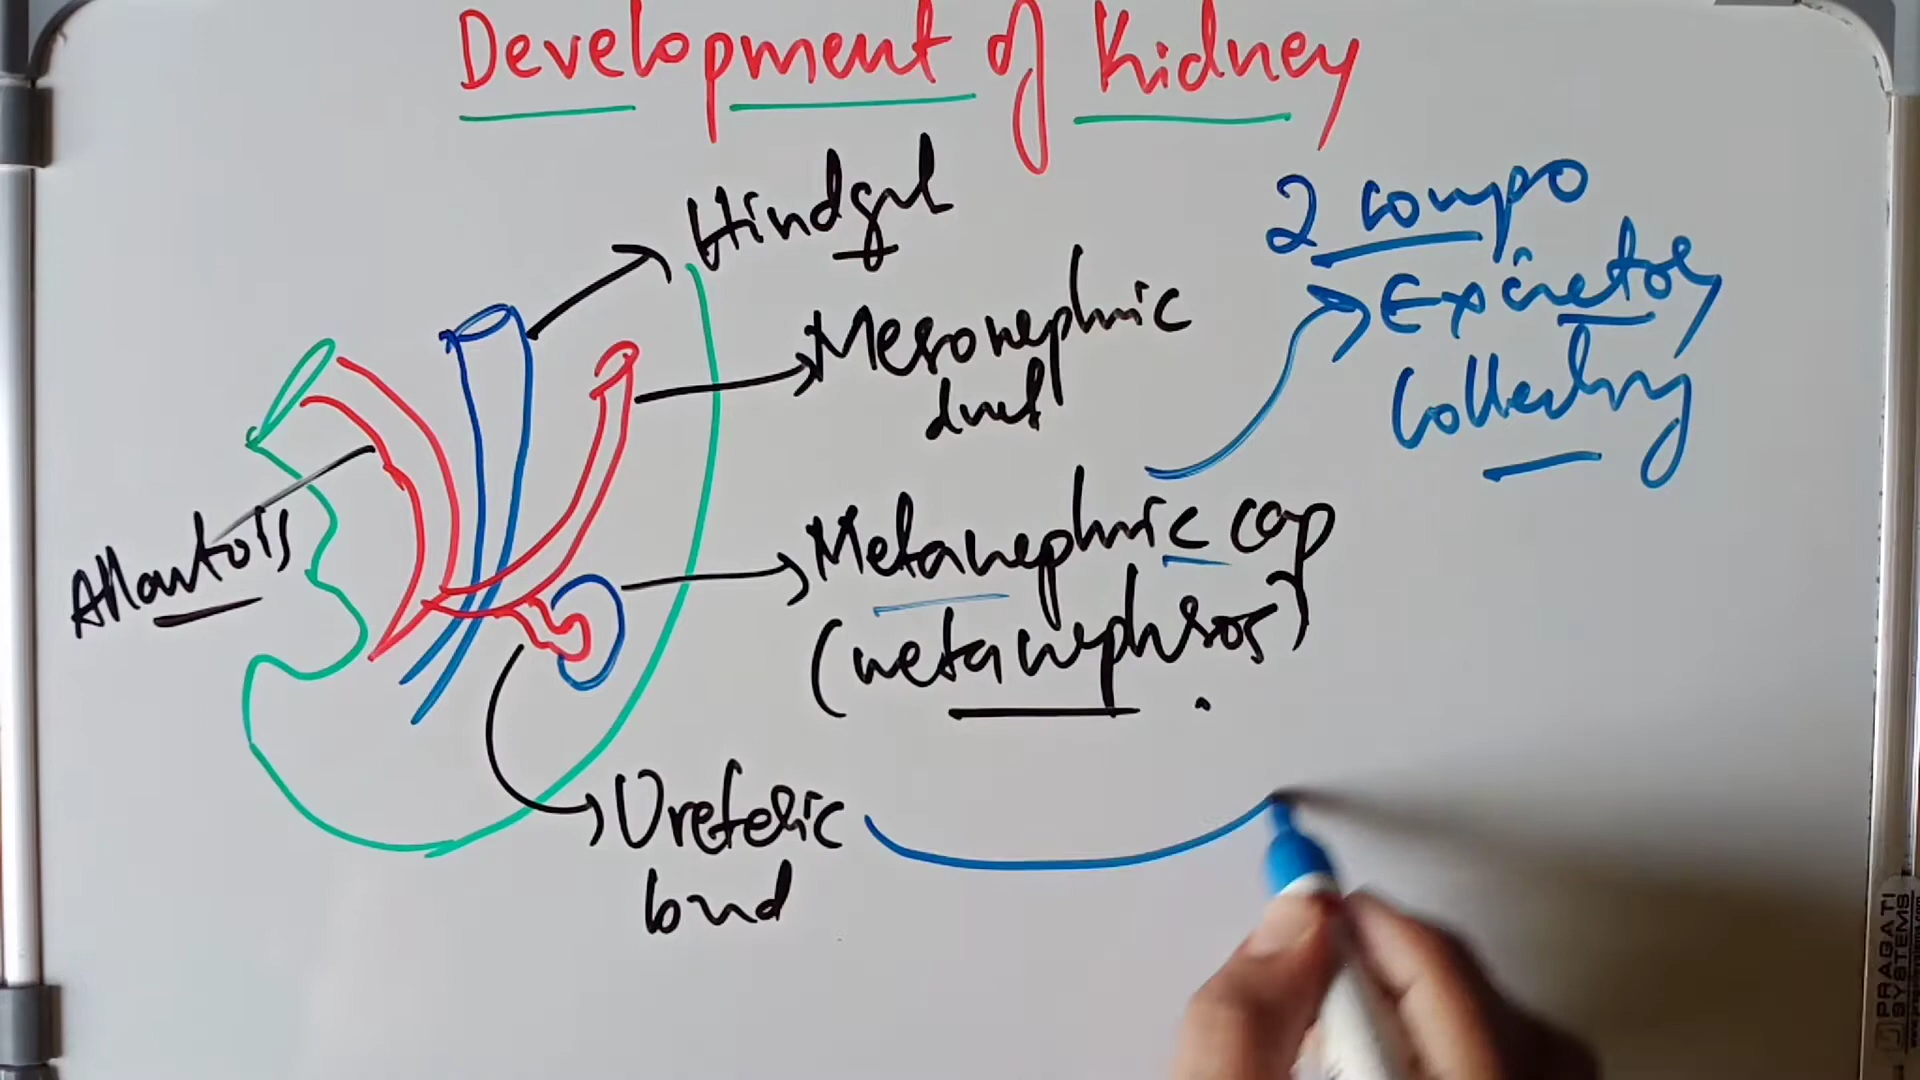 Development of Kidney
Hindgut
Mesonephric
duct
2 compo
Excretory
Collecting
Allantois
Metanephric cap
(metanephros)
Ureteric
bud
PRAGATI
SYSTEMS